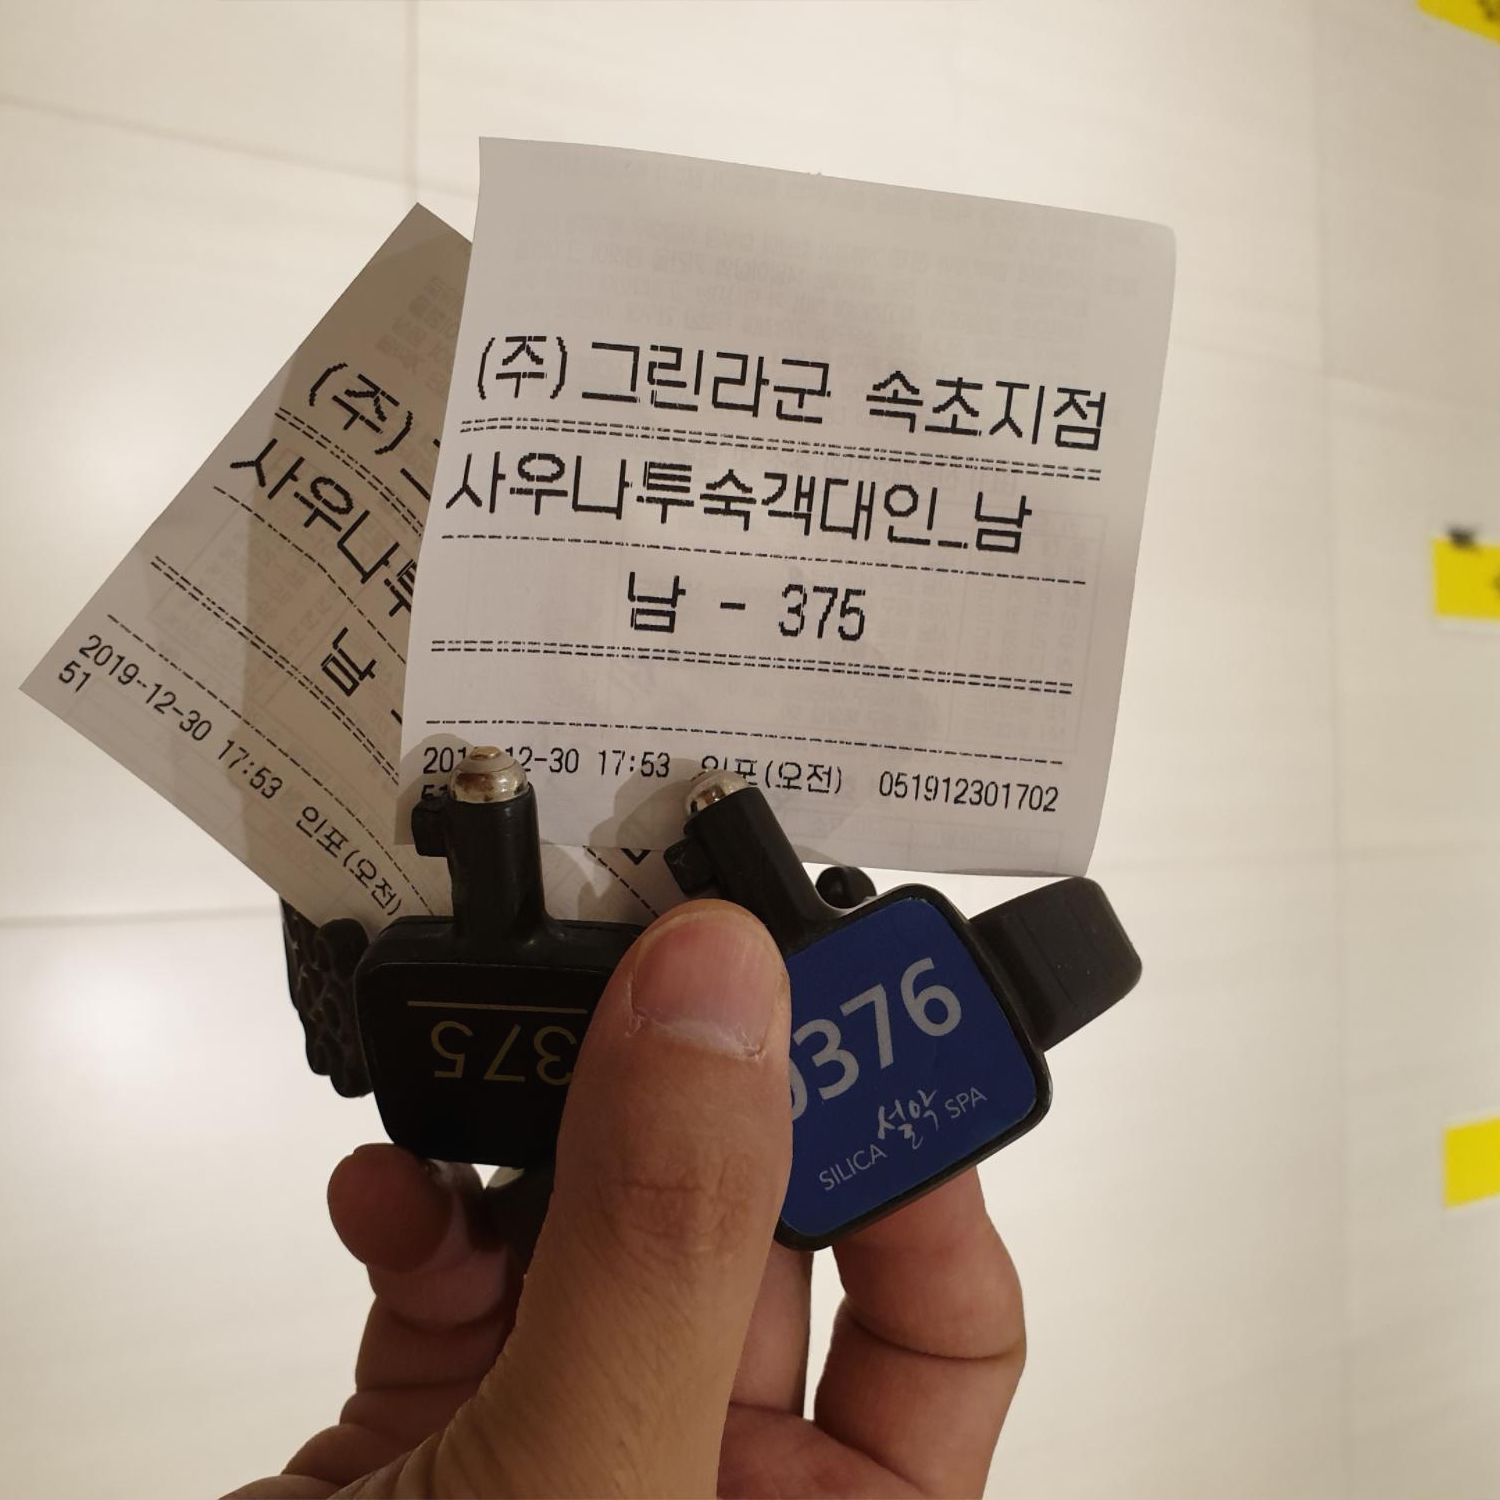 (주)그린라군 속초지점
사우나투숙객대인_남
남 - 375
12-30 17:53 인포(오전) 051912301702
(주)
사우나투
남
2019-12-30 17:53 인포(오전)
51
375
0376
SILICA 설악 SPA